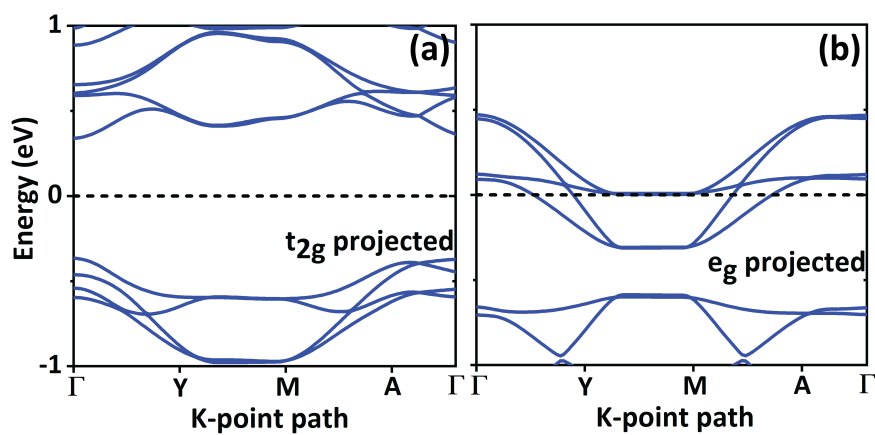 1
(a)
(b)
Energy (eV)
0
t2g projected
eg projected
-1
Γ Y M A Γ Γ Y M A Γ
K-point path K-point path